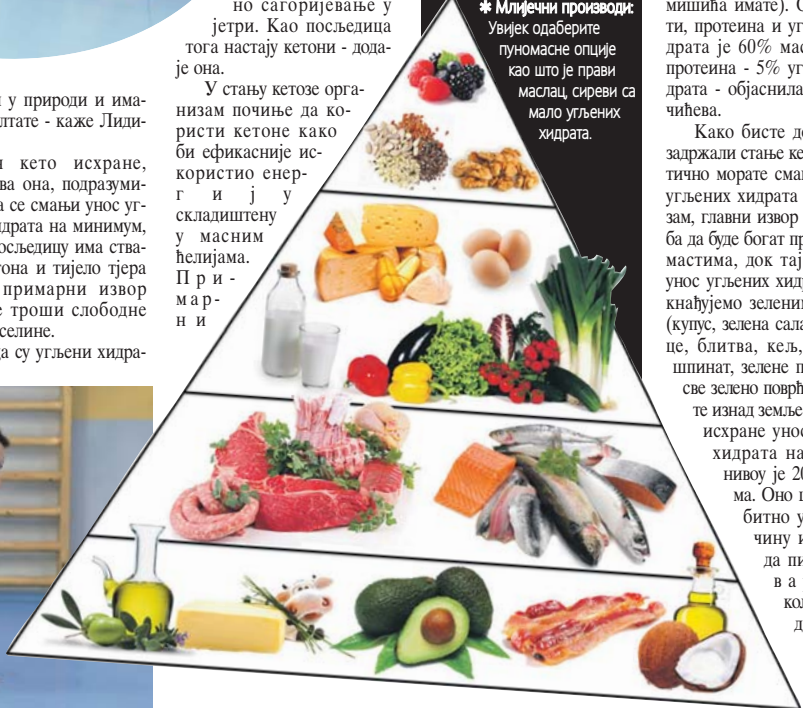 но сагоријевање у
јетри. Као посљедица
тога настају кетони - дода-
је она.
У стању кетозе орга-
низам почиње да ко-
ристи кетоне како
би ефикасније ис-
користио енер-
г и ј у
складиштену
у масним
ћелијама.
П р и -
м а р -
н и
у природи и има-
лтате - каже Лиди-
кето исхране,
ва она, подразуми-
а се смањи унос уг-
драта на минимум,
осљедицу има ства-
тона и тијело тјера
примарни извор
е троши слободне
селине.
да су угљени хидра-
✱ Млијечни производи:
Увијек одаберите
пуномасне опције
као што је прави
маслац, сиреви са
мало угљених
хидрата.
мишића имате). О
ти, протеина и уг
драта је 60% мас
протеина - 5% уг
драта - објаснила
чићева.
Како бисте до
задржали стање ке
тично морате сма
угљених хидрата
зам, главни извор
ба да буде богат пр
мастима, док тај
унос угљених хидр
кнађујемо зелени
(купус, зелена сала
це, блитва, кељ,
шпинат, зелене п
све зелено поврћ
те изнад земље
исхране унос
хидрата на
нивоу је 20
ма. Оно ш
битно у
чину и
да пи
в а
ко
д